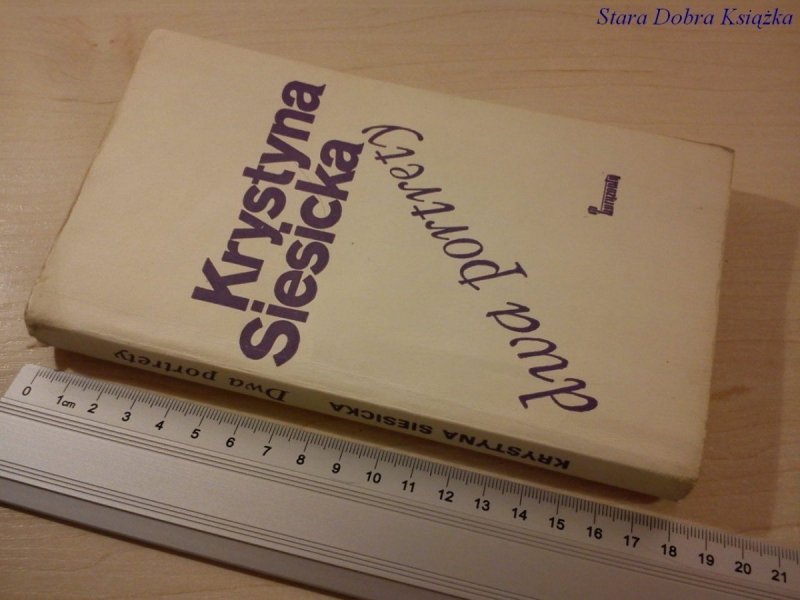 Stara Dobra Książka
Krystyna
Siesicka
dwa portrety
KRYSTYNA SIESICKA Dwa portrety
0 1cm 2 3 4 5 6 7 8 9 10 11 12 13 14 15 16 17 18 19 20 21